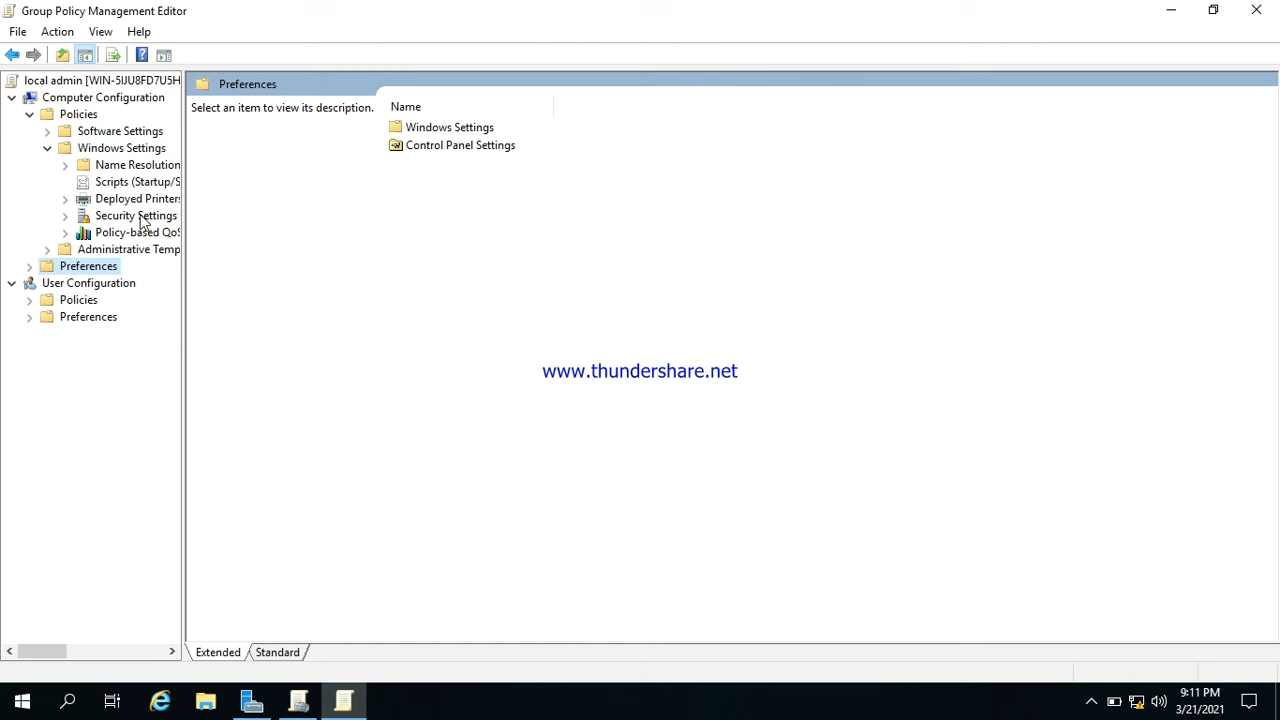 Group Policy Management Editor
File Action View Help
local admin [WIN-5IJU8FD7U5H
Computer Configuration
Policies
Software Settings
Windows Settings
Name Resolution
Scripts (Startup/S
Deployed Printers
Security Settings
Policy-based QoS
Administrative Temp
Preferences
User Configuration
Policies
Preferences
Preferences
Select an item to view its description.
Name
Windows Settings
Control Panel Settings
www.thundershare.net
Extended Standard
9:11 PM
3/21/2021